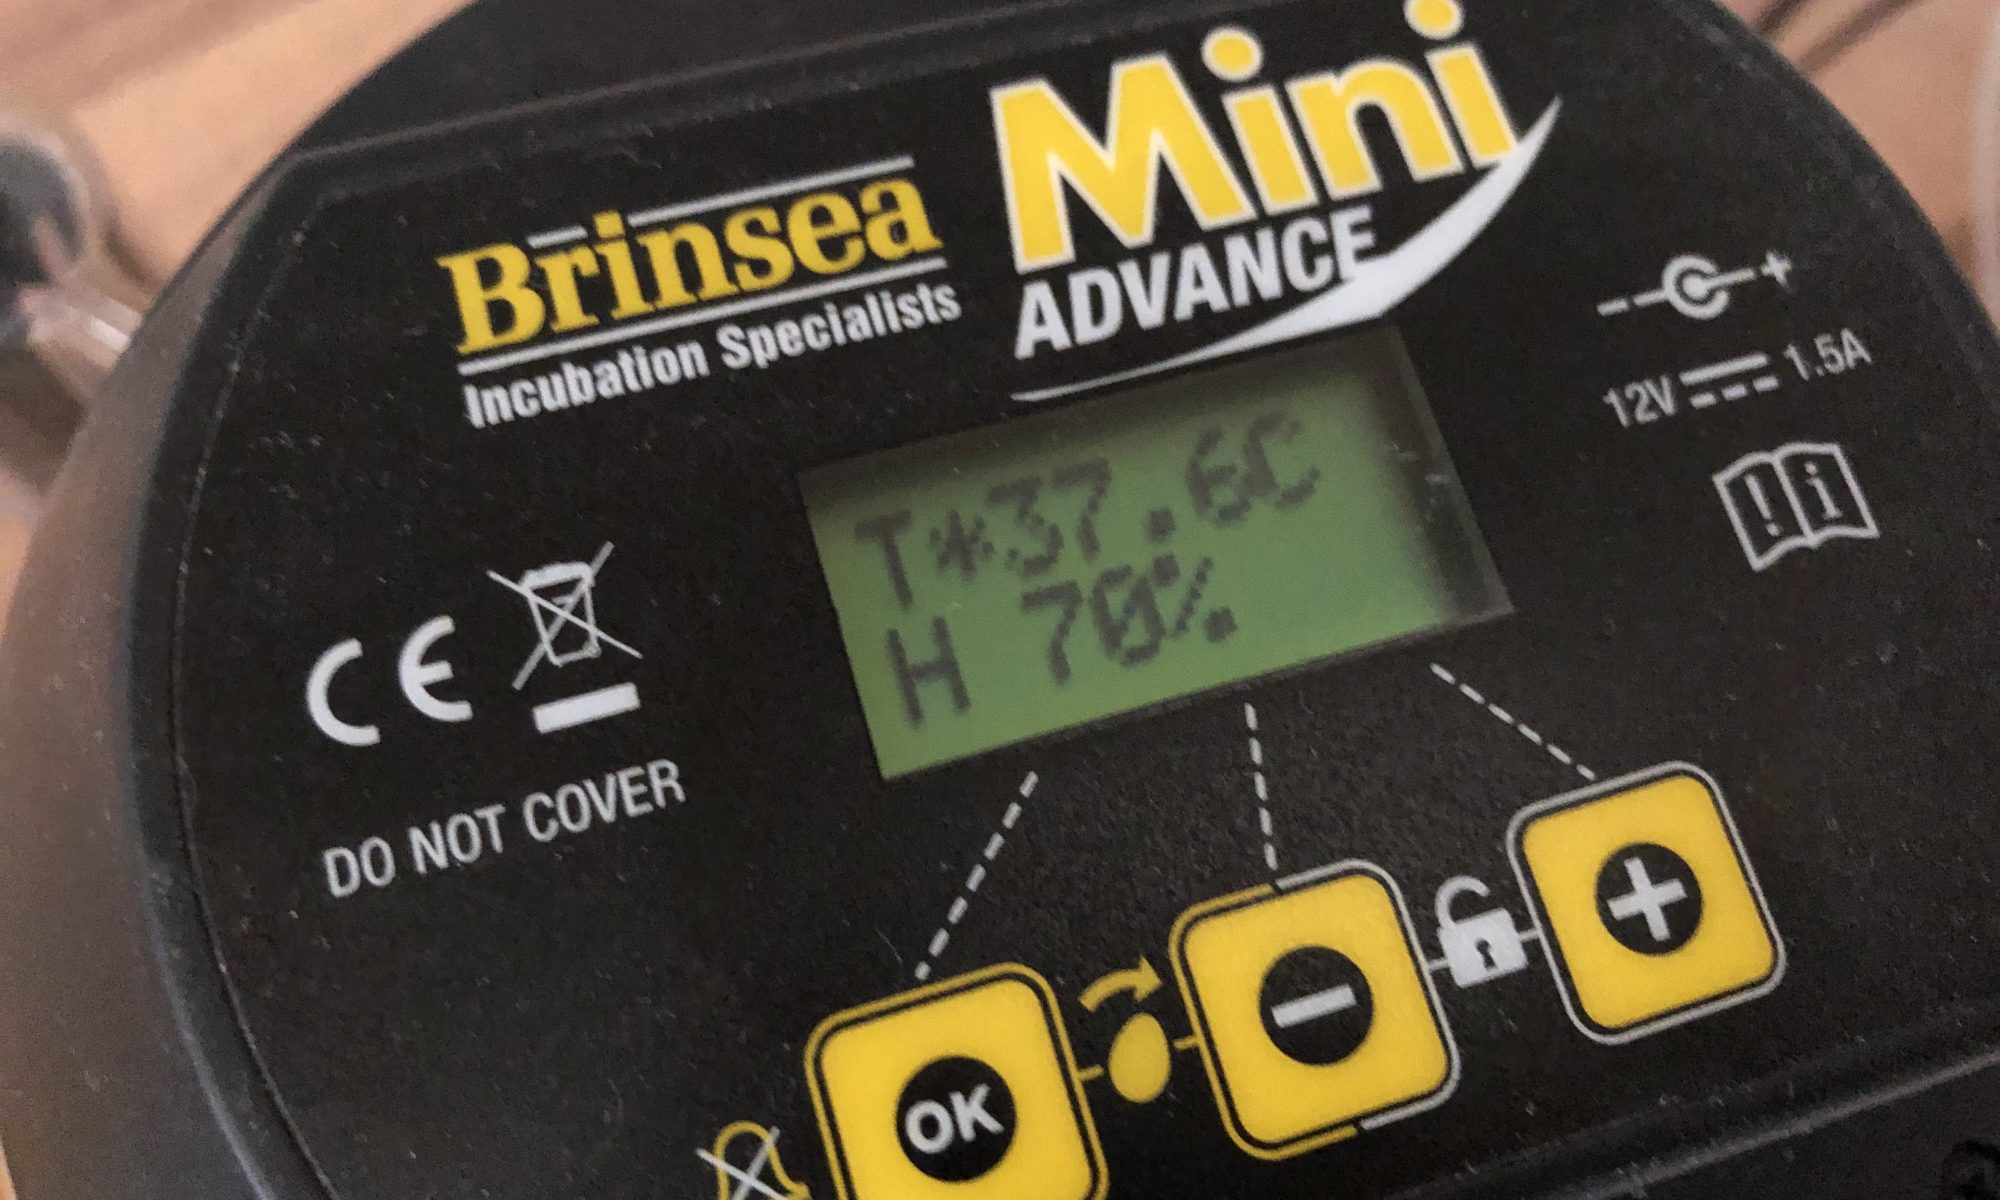 Mini
ADVANCE
Brinsea
Incubation Specialists
12V 1.5A
T*37.6C
H 70%
CE
DO NOT COVER
OK